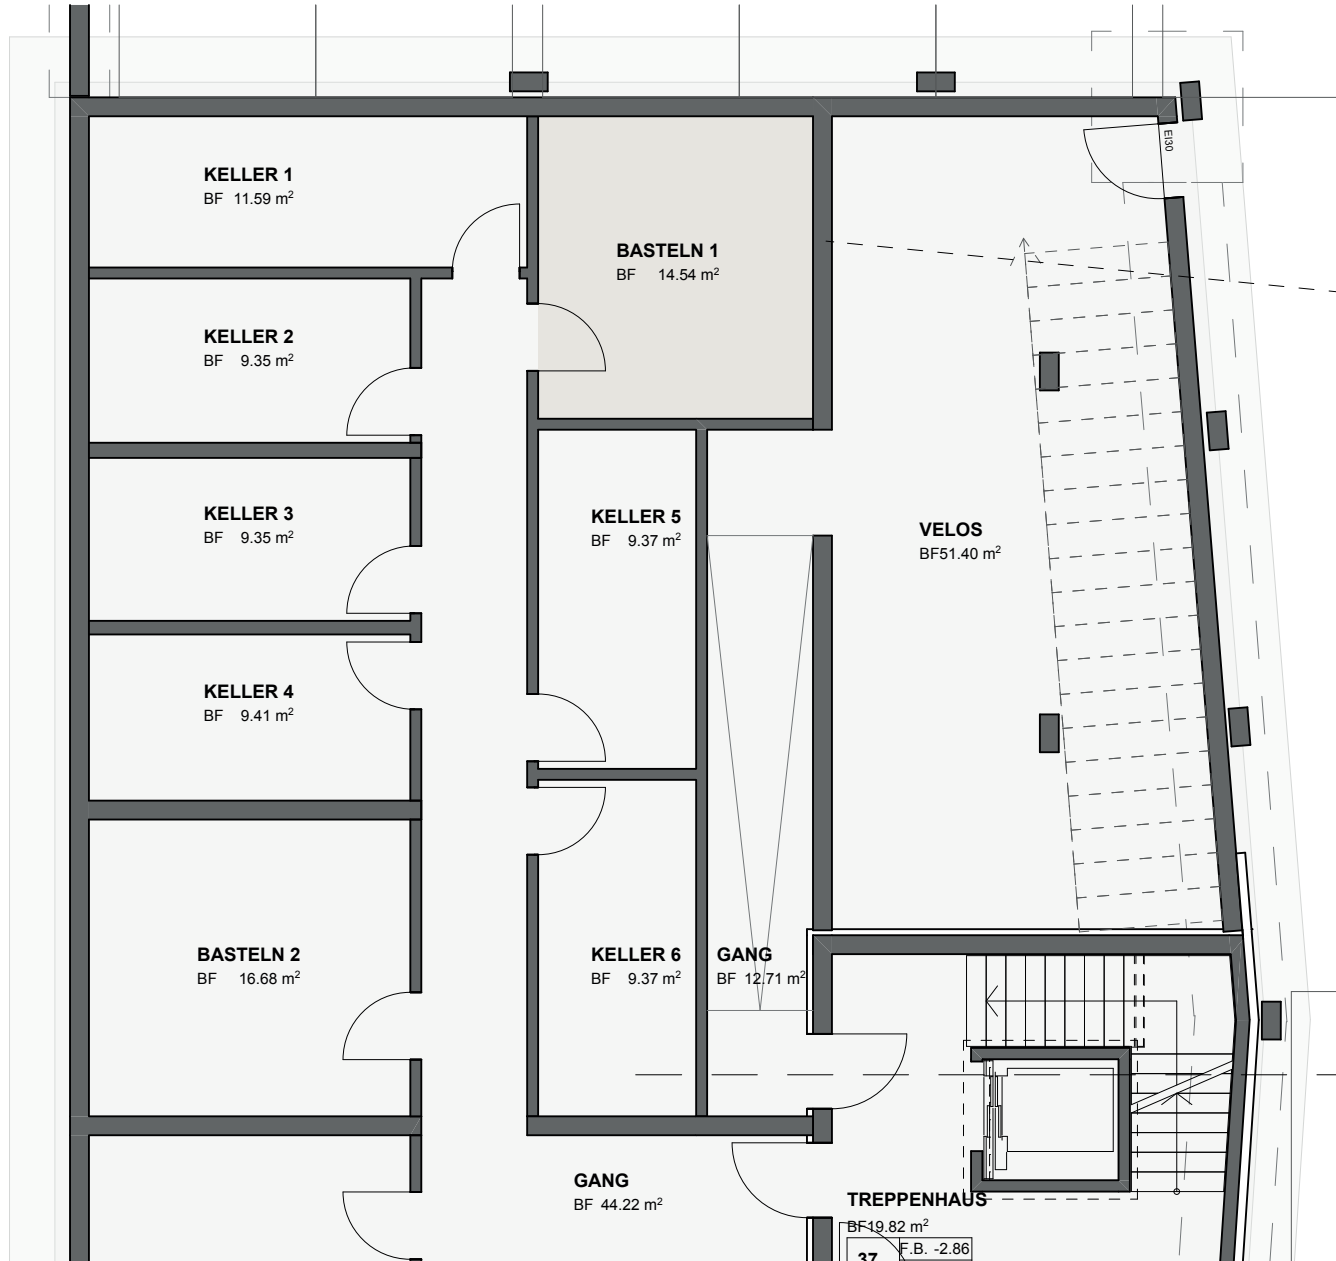 EI30
KELLER 1
BF 11.59 m²
BASTELN 1
BF 14.54 m²
KELLER 2
BF 9.35 m²
KELLER 3
BF 9.35 m²
KELLER 5
BF 9.37 m²
VELOS
BF51.40 m²
KELLER 4
BF 9.41 m²
BASTELN 2
BF 16.68 m²
KELLER 6
BF 9.37 m²
GANG
BF 12.71 m²
GANG
BF 44.22 m²
TREPPENHAUS
BF19.82 m²
F.B. -2.86
37